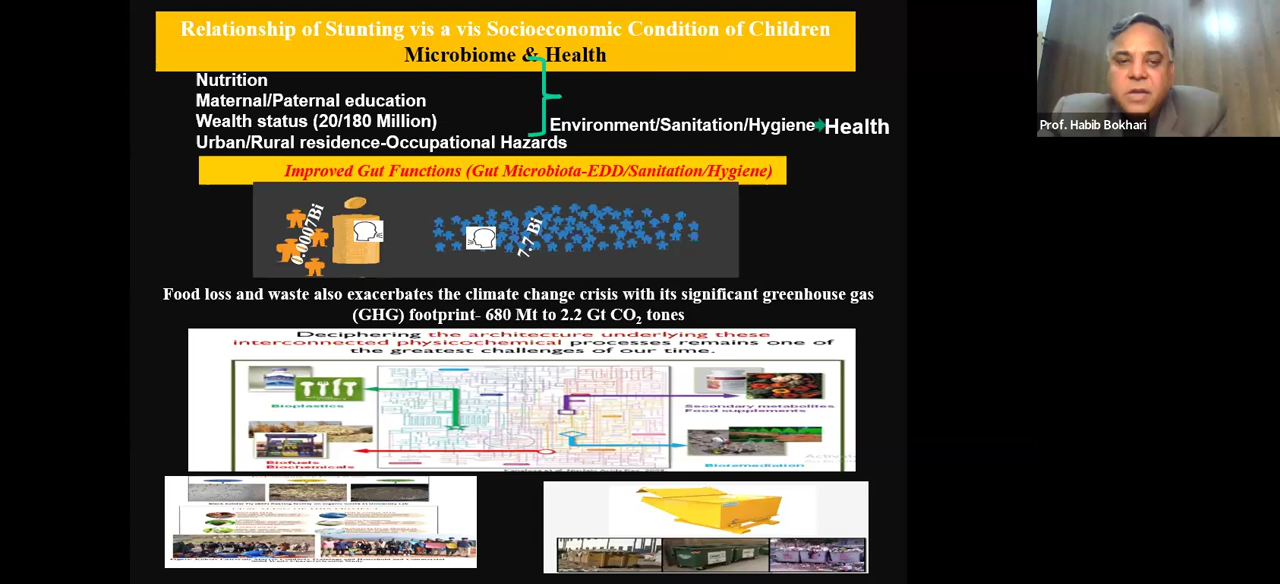 Relationship of Stunting vis a vis Socioeconomic Condition of Children
Microbiome & Health
Nutrition
Maternal/Paternal education
Wealth status (20/180 Million)
Urban/Rural residence-Occupational Hazards
Environment/Sanitation/Hygiene
Health
Prof. Habib Bokhari
Improved Gut Functions (Gut Microbiota-EDD/Sanitation/Hygiene)
0.0007Bi
7.7 Bi
Food loss and waste also exacerbates the climate change crisis with its significant greenhouse gas
(GHG) footprint- 680 Mt to 2.2 Gt CO2 tones
Deciphering the architecture underlying these
interconnected physicochemical processes remains one of
the greatest challenges of our time.
Bioplastics
Secondary metabolites
Food supplements
Biofuels
Biochemicals
Bioremediation